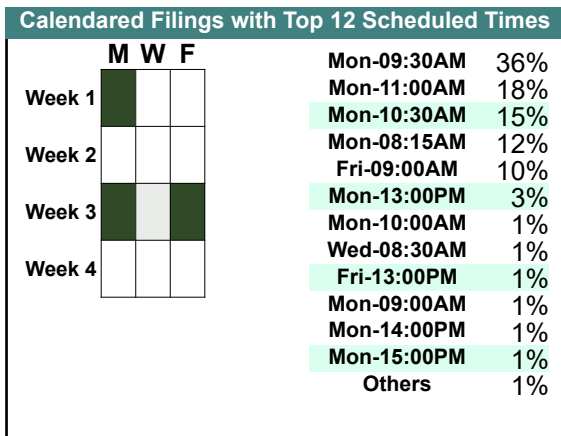 Calendared Filings with Top 12 Scheduled Times
M W F
Week 1
Week 2
Week 3
Week 4
Mon-09:30AM 36%
Mon-11:00AM 18%
Mon-10:30AM 15%
Mon-08:15AM 12%
Fri-09:00AM 10%
Mon-13:00PM 3%
Mon-10:00AM 1%
Wed-08:30AM 1%
Fri-13:00PM 1%
Mon-09:00AM 1%
Mon-14:00PM 1%
Mon-15:00PM 1%
Others 1%